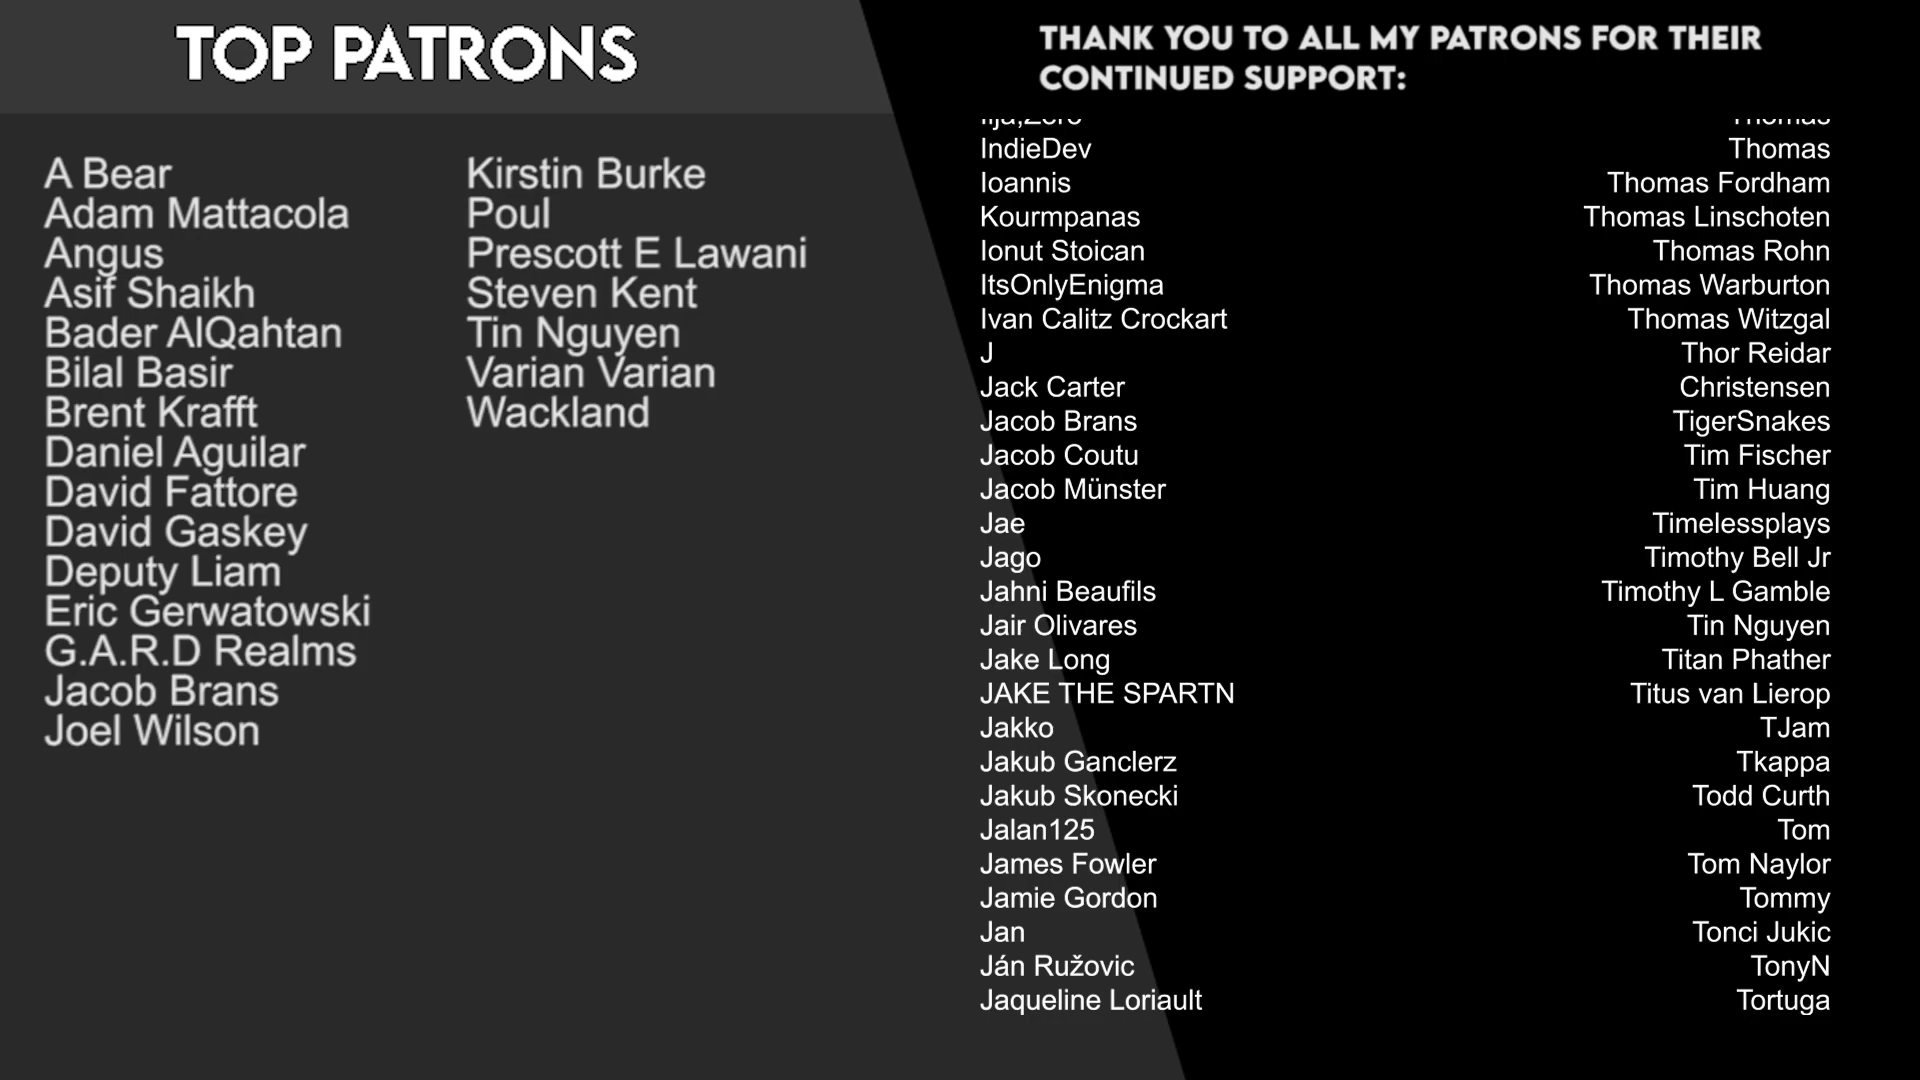 TOP PATRONS
A Bear
Adam Mattacola
Angus
Asif Shaikh
Bader AlQahtan
Bilal Basir
Brent Krafft
Daniel Aguilar
David Fattore
David Gaskey
Deputy Liam
Eric Gerwatowski
G.A.R.D Realms
Jacob Brans
Joel Wilson
Kirstin Burke
Poul
Prescott E Lawani
Steven Kent
Tin Nguyen
Varian Varian
Wackland
THANK YOU TO ALL MY PATRONS FOR THEIR
CONTINUED SUPPORT:
IndieDev
Ioannis
Kourmpanas
Ionut Stoican
ItsOnlyEnigma
Ivan Calitz Crockart
J
Jack Carter
Jacob Brans
Jacob Coutu
Jacob Münster
Jae
Jago
Jahni Beaufils
Jair Olivares
Jake Long
JAKE THE SPARTN
Jakko
Jakub Ganclerz
Jakub Skonecki
Jalan125
James Fowler
Jamie Gordon
Jan
Ján Ružovic
Jaqueline Loriault
Thomas
Thomas
Thomas Fordham
Thomas Linschoten
Thomas Rohn
Thomas Warburton
Thomas Witzgal
Thor Reidar
Christensen
TigerSnakes
Tim Fischer
Tim Huang
Timelessplays
Timothy Bell Jr
Timothy L Gamble
Tin Nguyen
Titan Phather
Titus van Lierop
TJam
Tkappa
Todd Curth
Tom
Tom Naylor
Tommy
Tonci Jukic
TonyN
Tortuga